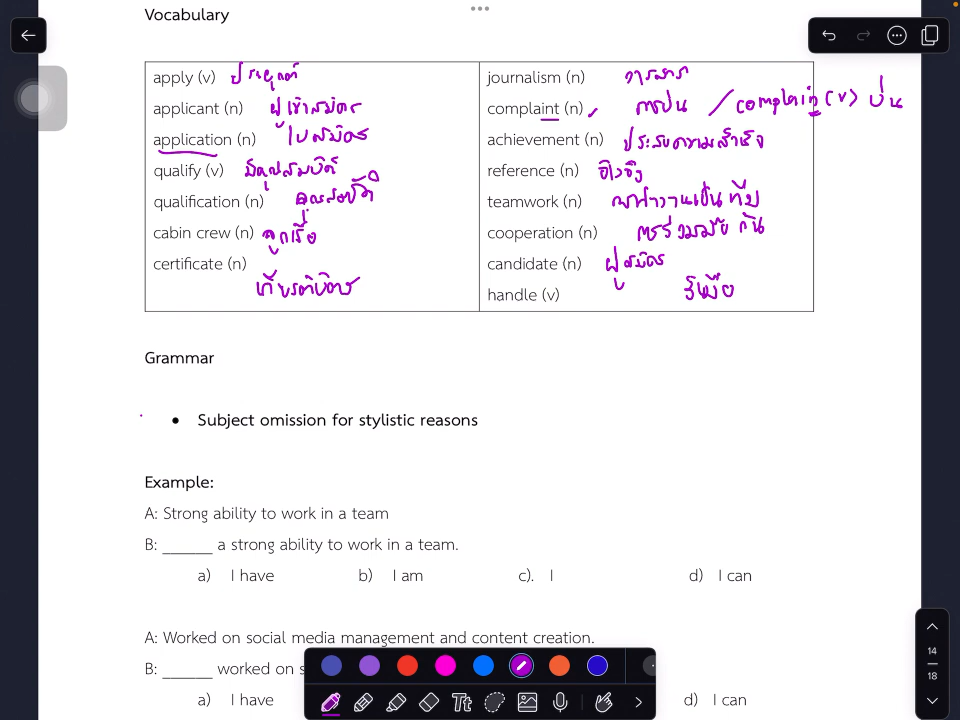 Vocabulary
apply (v) ประยุกต์
applicant (n) ผู้เข้าสมัคร
application (n) ใบสมัคร
qualify (v) มีคุณสมบัติ
qualification (n) คุณสมบัติ
cabin crew (n) ลูกเรือ
certificate (n)
เกียรติบัตร
journalism (n) วารสาร
complaint (n) การบ่น / complain (v) บ่น
achievement (n) ประสบความสำเร็จ
reference (n) อ้างอิง
teamwork (n) การทำงานเป็นทีม
cooperation (n) การร่วมมือกัน
candidate (n) ผู้สมัคร
handle (v)
Grammar
• Subject omission for stylistic reasons
Example:
A: Strong ability to work in a team
B: ______ a strong ability to work in a team.
a) I have b) I am c). I d) I can
A: Worked on social media management and content creation.
B: ______ worked on s
a) I have d) I can
Tt
14
18